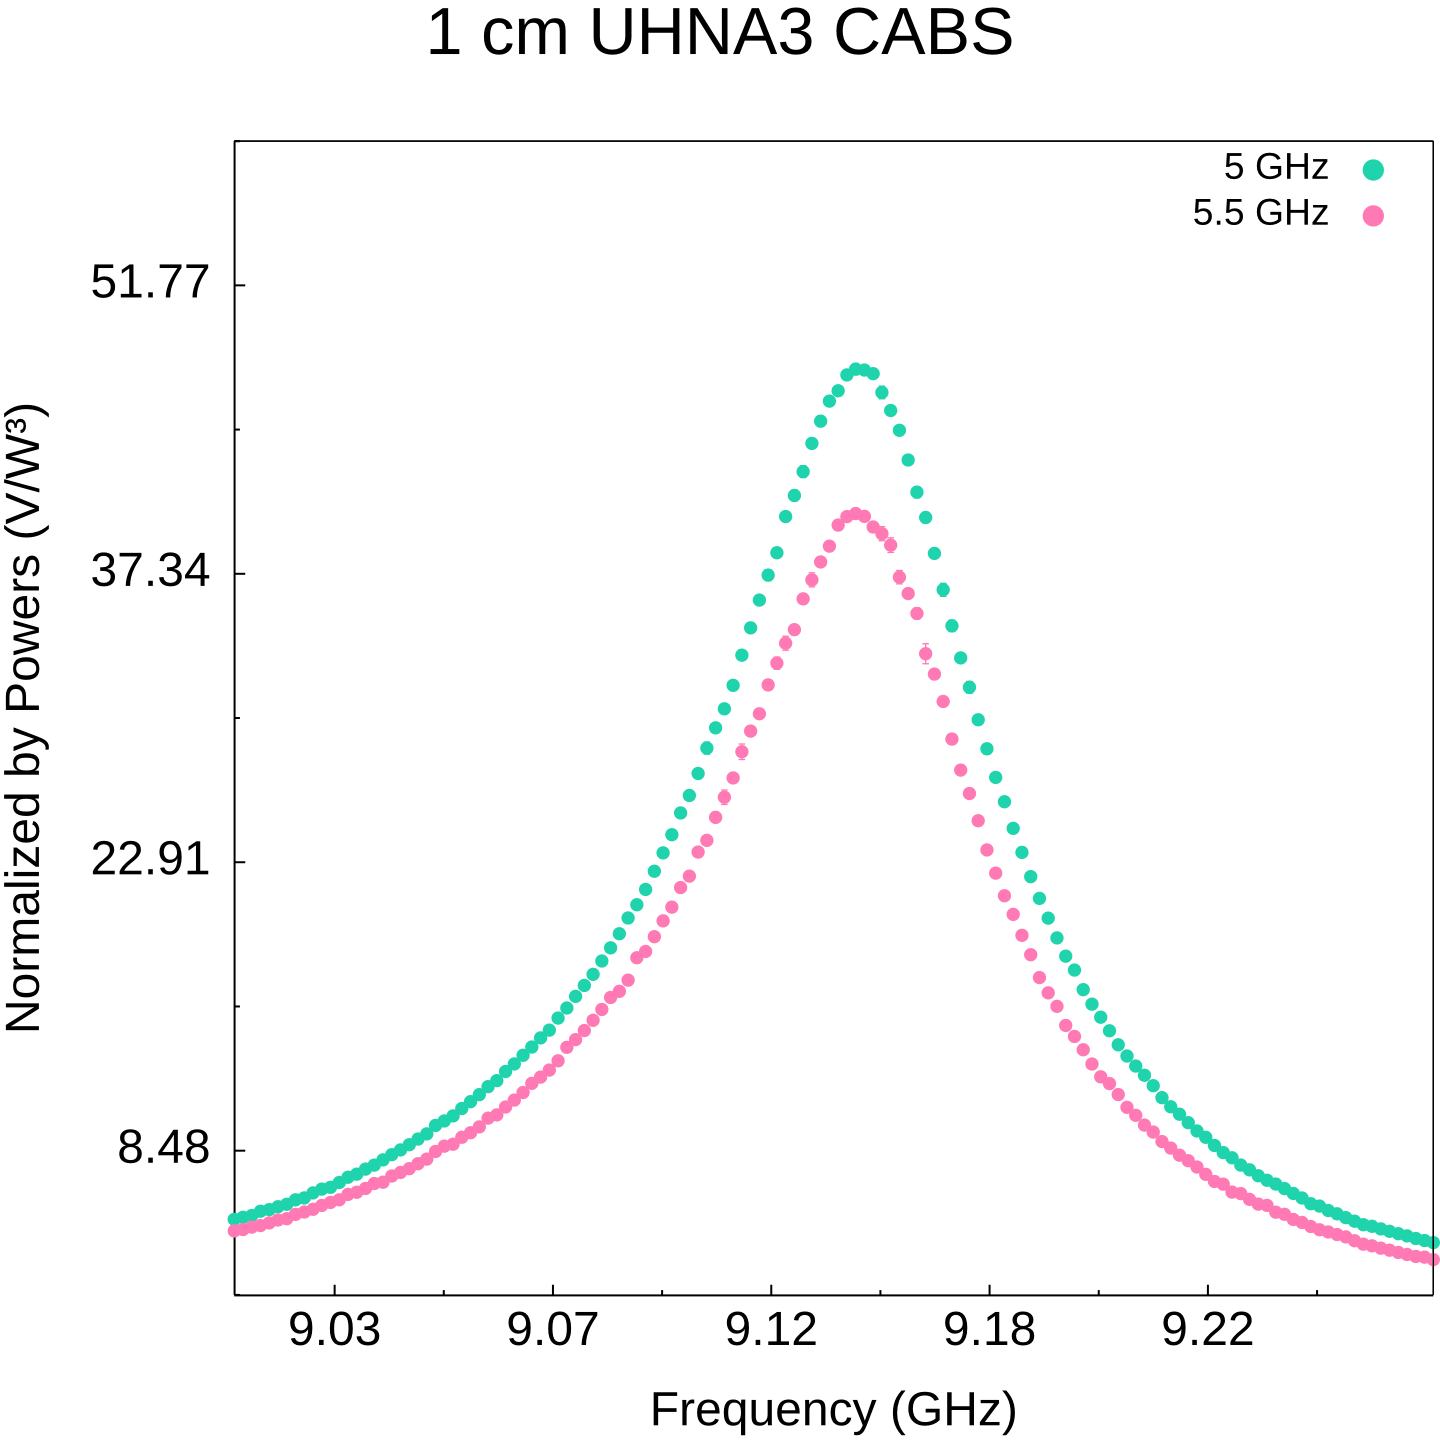 1 cm UHNA3 CABS
5 GHz
5.5 GHz
51.77
37.34
22.91
8.48
Normalized by Powers (V/W³)
9.03 9.07 9.12 9.18 9.22
Frequency (GHz)